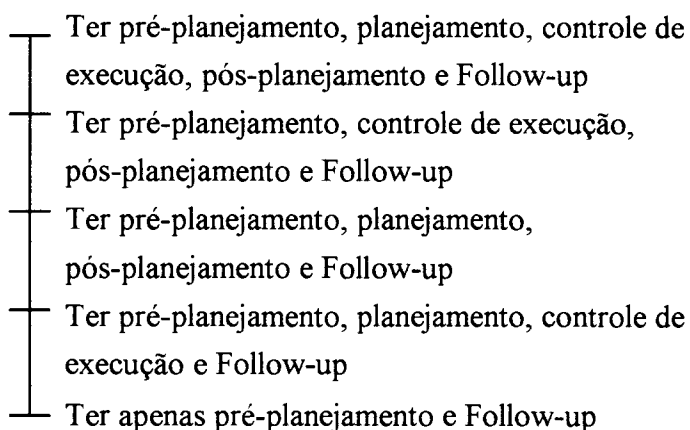 Ter pré-planejamento, planejamento, controle de
execução, pós-planejamento e Follow-up
Ter pré-planejamento, controle de execução,
pós-planejamento e Follow-up
Ter pré-planejamento, planejamento,
pós-planejamento e Follow-up
Ter pré-planejamento, planejamento, controle de
execução e Follow-up
Ter apenas pré-planejamento e Follow-up